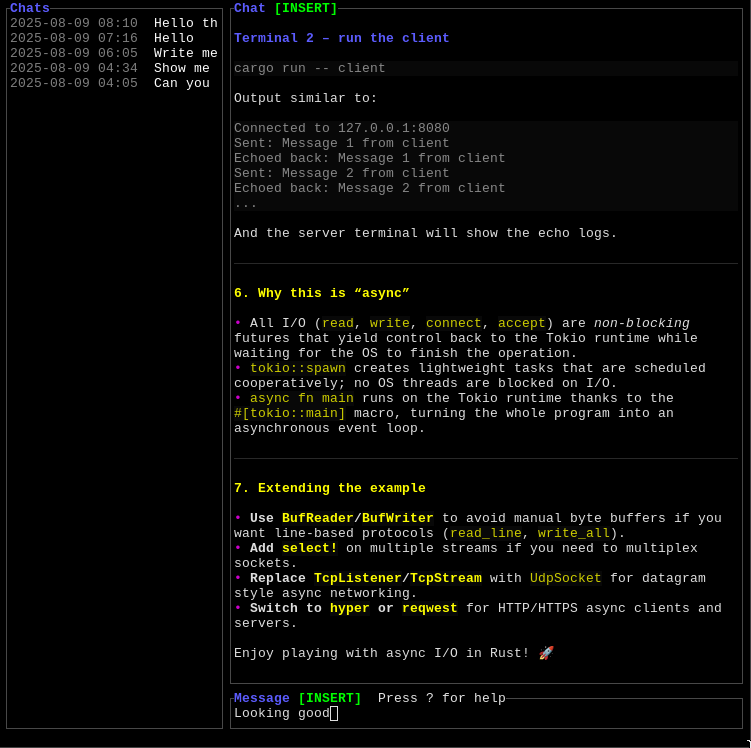 Chats
2025-08-09 08:10  Hello th
2025-08-09 07:16  Hello
2025-08-09 06:05  Write me
2025-08-09 04:34  Show me
2025-08-09 04:05  Can you
Chat [INSERT]
Terminal 2 – run the client
cargo run -- client
Output similar to:
Connected to 127.0.0.1:8080
Sent: Message 1 from client
Echoed back: Message 1 from client
Sent: Message 2 from client
Echoed back: Message 2 from client
...
And the server terminal will show the echo logs.
6. Why this is “async”
• All I/O (read, write, connect, accept) are non-blocking
futures that yield control back to the Tokio runtime while
waiting for the OS to finish the operation.
• tokio::spawn creates lightweight tasks that are scheduled
cooperatively; no OS threads are blocked on I/O.
• async fn main runs on the Tokio runtime thanks to the
#[tokio::main] macro, turning the whole program into an
asynchronous event loop.
7. Extending the example
• Use BufReader/BufWriter to avoid manual byte buffers if you
want line-based protocols (read_line, write_all).
• Add select! on multiple streams if you need to multiplex
sockets.
• Replace TcpListener/TcpStream with UdpSocket for datagram
style async networking.
• Switch to hyper or reqwest for HTTP/HTTPS async clients and
servers.
Enjoy playing with async I/O in Rust! 🚀
Message [INSERT]  Press ? for help
Looking good